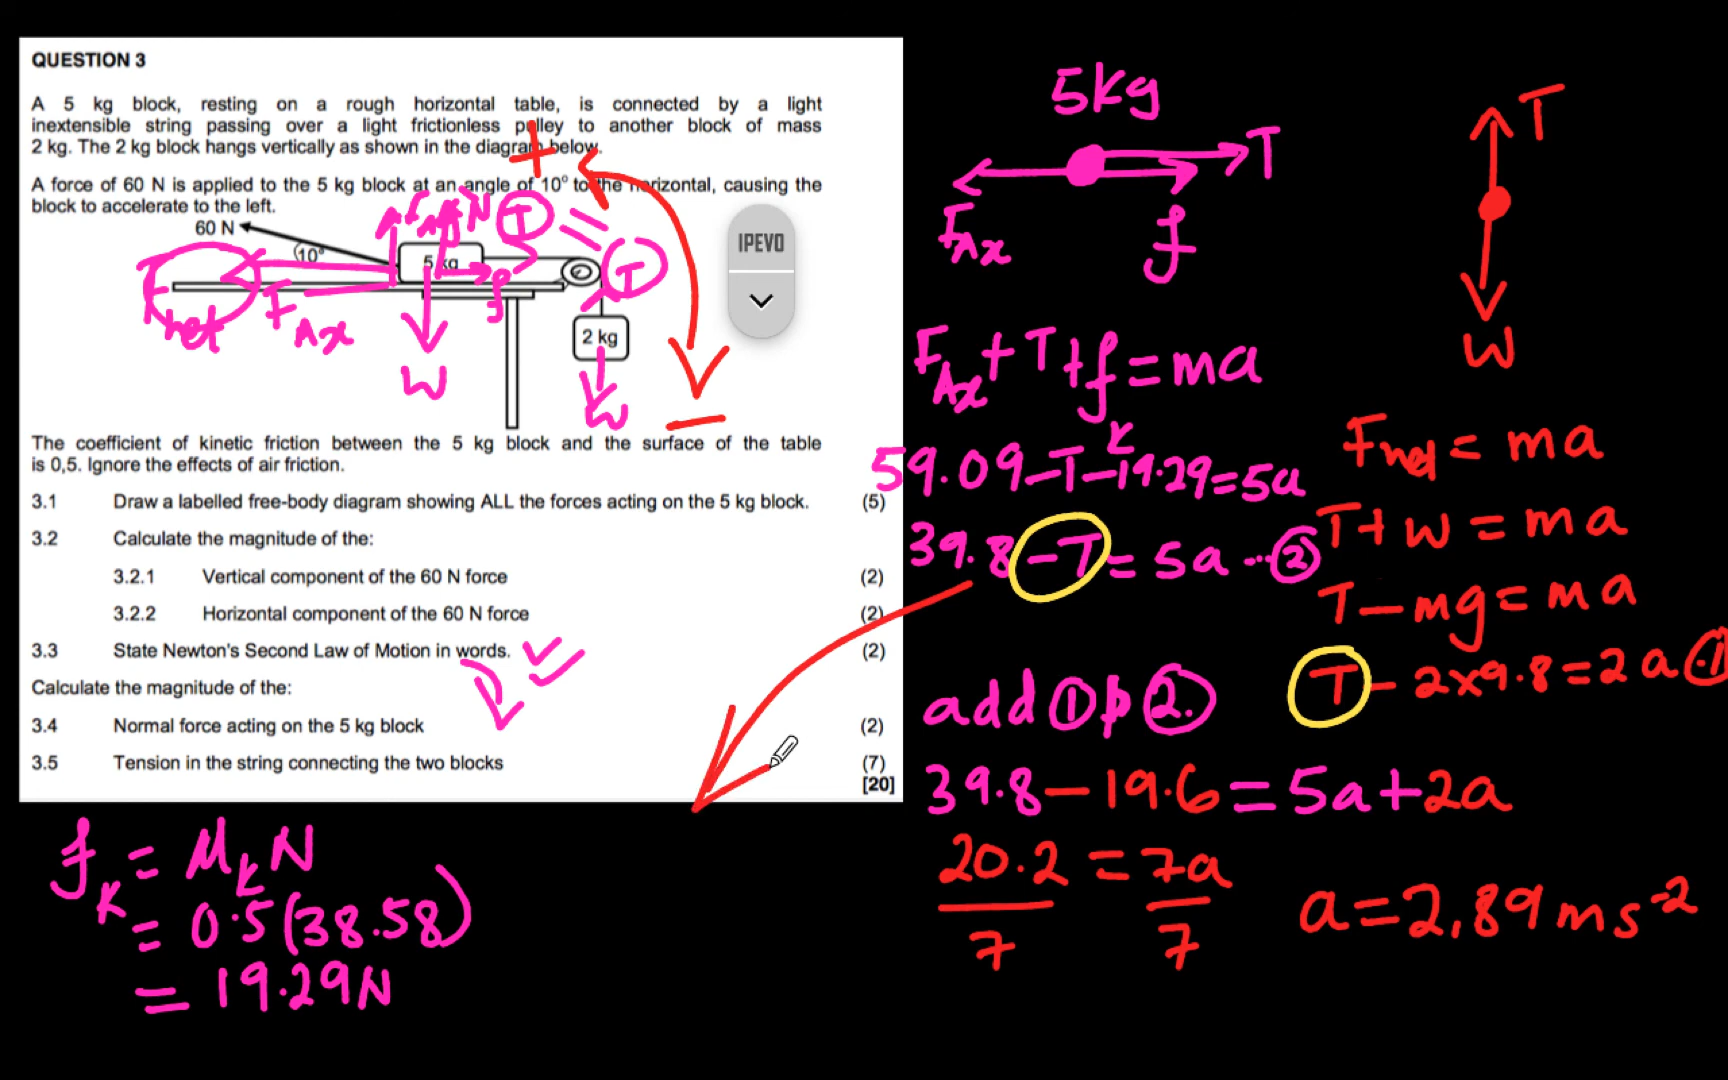 QUESTION 3
A 5 kg block, resting on a rough horizontal table, is connected by a light
inextensible string passing over a light frictionless pulley to another block of mass
2 kg. The 2 kg block hangs vertically as shown in the diagram below.
A force of 60 N is applied to the 5 kg block at an angle of 10° to the horizontal, causing the
block to accelerate to the left.
60 N
10°
5 kg
2 kg
N
T
=
T
+
−
f
Fnet
FAx
W
W
IPEVO
The coefficient of kinetic friction between the 5 kg block and the surface of the table
is 0,5. Ignore the effects of air friction.
3.1 Draw a labelled free-body diagram showing ALL the forces acting on the 5 kg block. (5)
3.2 Calculate the magnitude of the:
3.2.1 Vertical component of the 60 N force (2)
3.2.2 Horizontal component of the 60 N force (2)
3.3 State Newton's Second Law of Motion in words. (2)
Calculate the magnitude of the:
3.4 Normal force acting on the 5 kg block (2)
3.5 Tension in the string connecting the two blocks (7)
[20]
fK = μkN
= 0.5(38.58)
= 19.29N
5kg
T
FAx
f
FAx + T + fK = ma
59.09 - T - 19.29 = 5a
39.8 - T = 5a ... ②
T
W
Fnet = ma
T + W = ma
T - mg = ma
T - 2×9.8 = 2a ..1
add ① & ②.
39.8 - 19.6 = 5a + 2a
20.2 = 7a
7 7
a = 2,89 ms-2